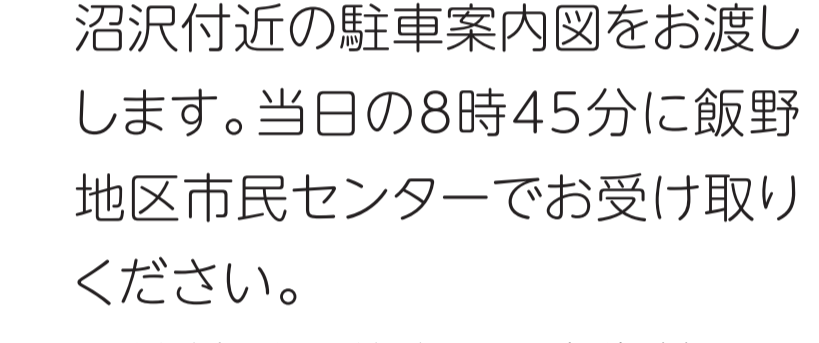 沼沢付近の駐車案内図をお渡し
します。当日の8時45分に飯野
地区市民センターでお受け取り
ください。